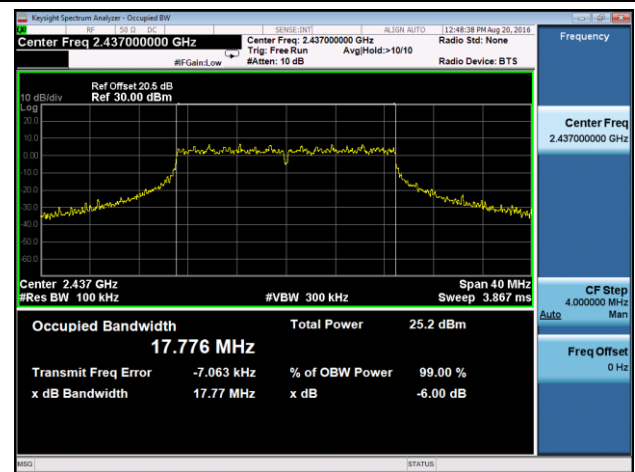 Keysight Spectrum Analyzer - Occupied BW
RF 50 Ω DC SENSE:INT ALIGN AUTO 12:48:38 PM Aug 20, 2016
Center Freq 2.437000000 GHz
Center Freq: 2.437000000 GHz
Radio Std: None
Trig: Free Run Avg|Hold:>10/10
#IFGain:Low #Atten: 10 dB Radio Device: BTS
Frequency
Ref Offset 20.5 dB
10 dB/div Ref 30.00 dBm
Log
20.0
10.0
0.00
-10.0
-20.0
-30.0
-40.0
-50.0
-60.0
Center 2.437 GHz Span 40 MHz
#Res BW 100 kHz #VBW 300 kHz Sweep 3.867 ms
Occupied Bandwidth Total Power 25.2 dBm
17.776 MHz
Transmit Freq Error -7.063 kHz % of OBW Power 99.00 %
x dB Bandwidth 17.77 MHz x dB -6.00 dB
Center Freq
2.437000000 GHz
CF Step
4.000000 MHz
Auto Man
Freq Offset
0 Hz
MSG STATUS